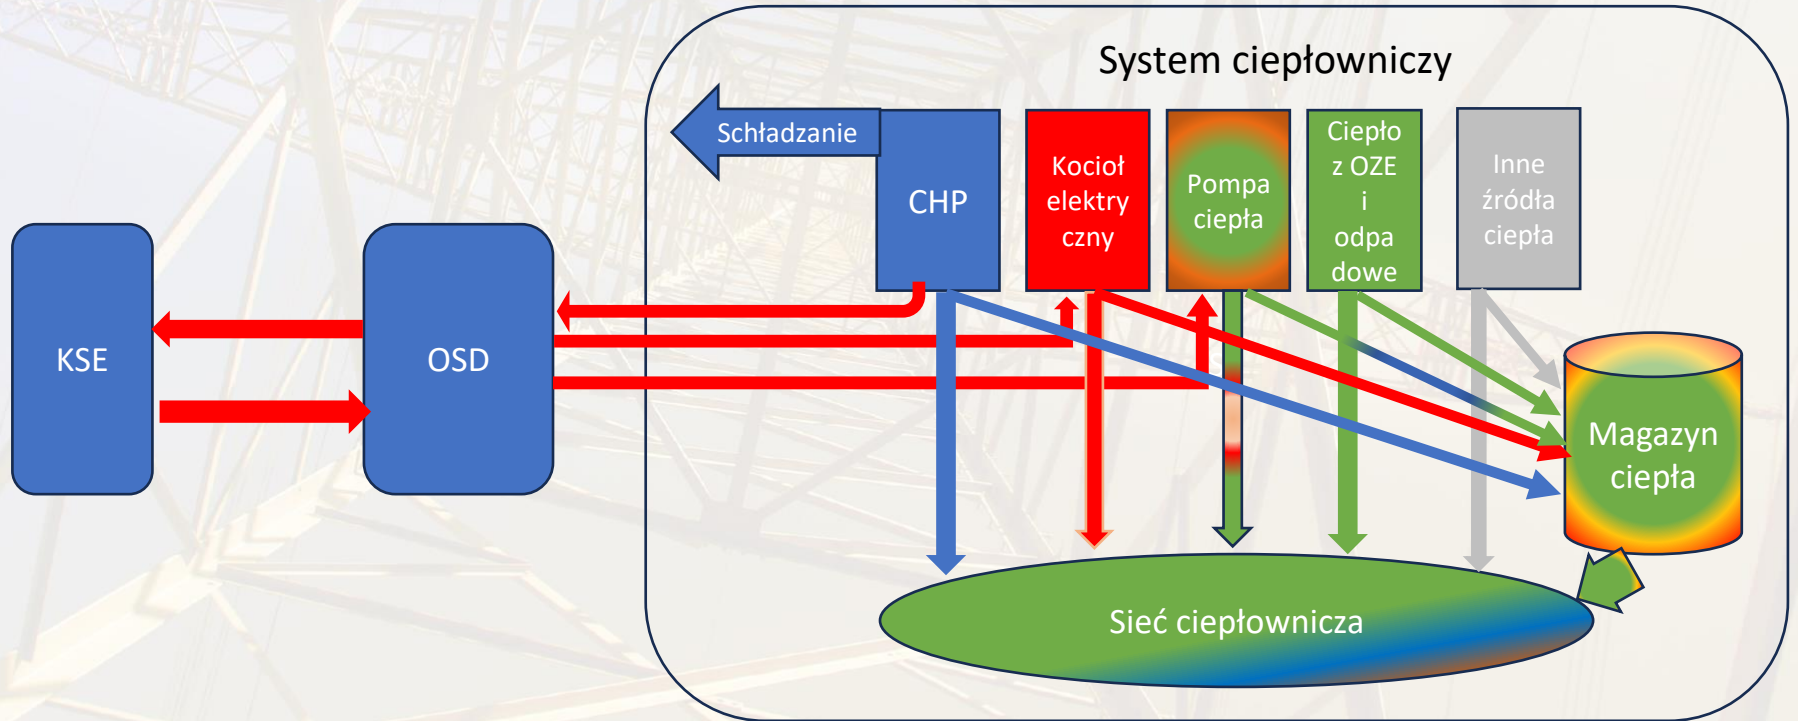 System ciepłowniczy
Schładzanie
CHP
Kocioł
elektry
czny
Pompa
ciepła
Ciepło
z OZE
i
odpa
dowe
Inne
źródła
ciepła
KSE
OSD
Magazyn
ciepła
Sieć ciepłownicza